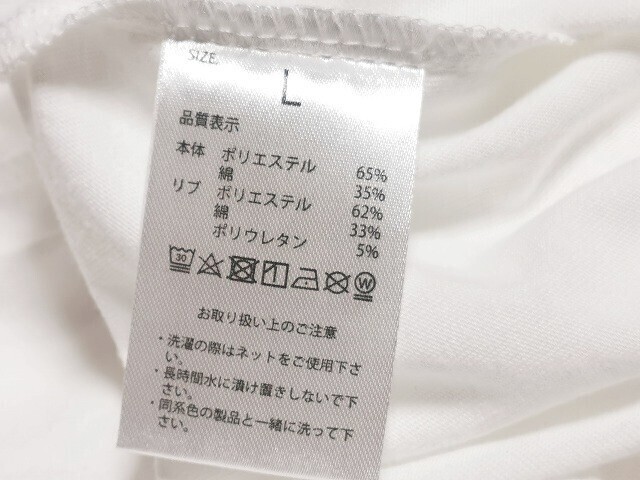 SIZE.
L
品質表示
本体 ポリエステル 65%
綿 35%
リブ ポリエステル 62%
綿 33%
ポリウレタン 5%
30 W
お取り扱い上のご注意
・洗濯の際はネットをご使用下さ
い。
・長時間水に漬け置きしないで下
さい。
・同系色の製品と一緒に洗って下
さい。